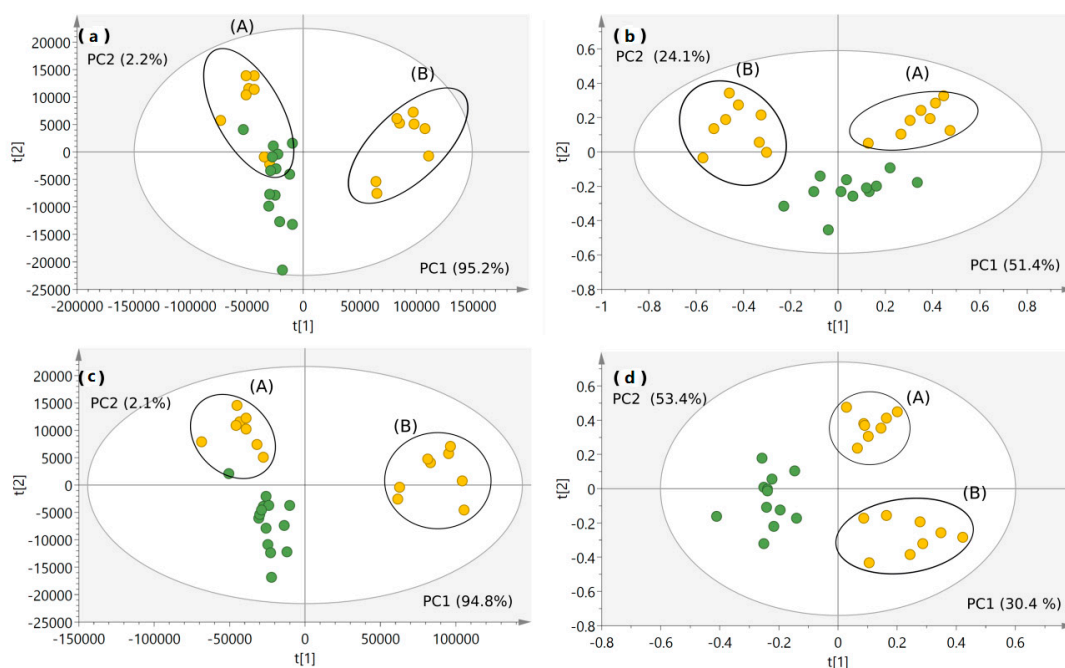 (a)
(A)
PC2 (2.2%)
(B)
PC1 (95.2%)
20000
15000
10000
5000
0
-5000
-10000
-15000
-20000
-25000
-200000 -150000 -100000 -50000 0 50000 100000 150000
t[2]
t[1]
(b)
PC2 (24.1%)
(B)
(A)
PC1 (51.4%)
0.6
0.4
0.2
0
-0.2
-0.4
-0.6
-0.8
-1 -0.8 -0.6 -0.4 -0.2 0 0.2 0.4 0.6 0.8
t[2]
t[1]
(c)
(A)
PC2 (2.1%)
(B)
PC1 (94.8%)
20000
15000
10000
5000
0
-5000
-10000
-15000
-20000
-25000
-150000 -100000 -50000 0 50000 100000
t[2]
t[1]
(d)
PC2 (53.4%)
(A)
(B)
PC1 (30.4 %)
0.6
0.4
0.2
0
-0.2
-0.4
-0.6
-0.8
-0.8 -0.6 -0.4 -0.2 0 0.2 0.4 0.6
t[2]
t[1]